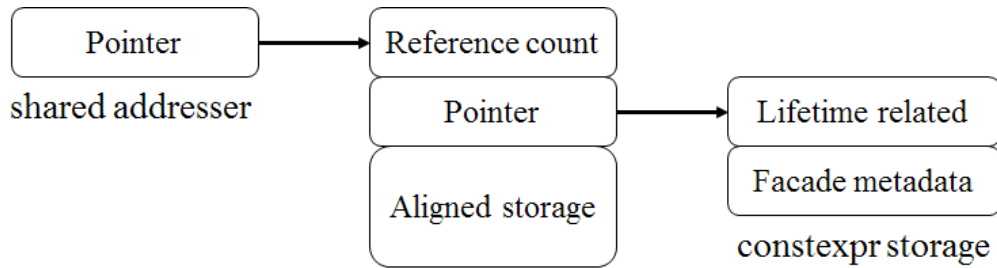 Pointer
shared addresser
Reference count
Pointer
Aligned storage
Lifetime related
Facade metadata
constexpr storage